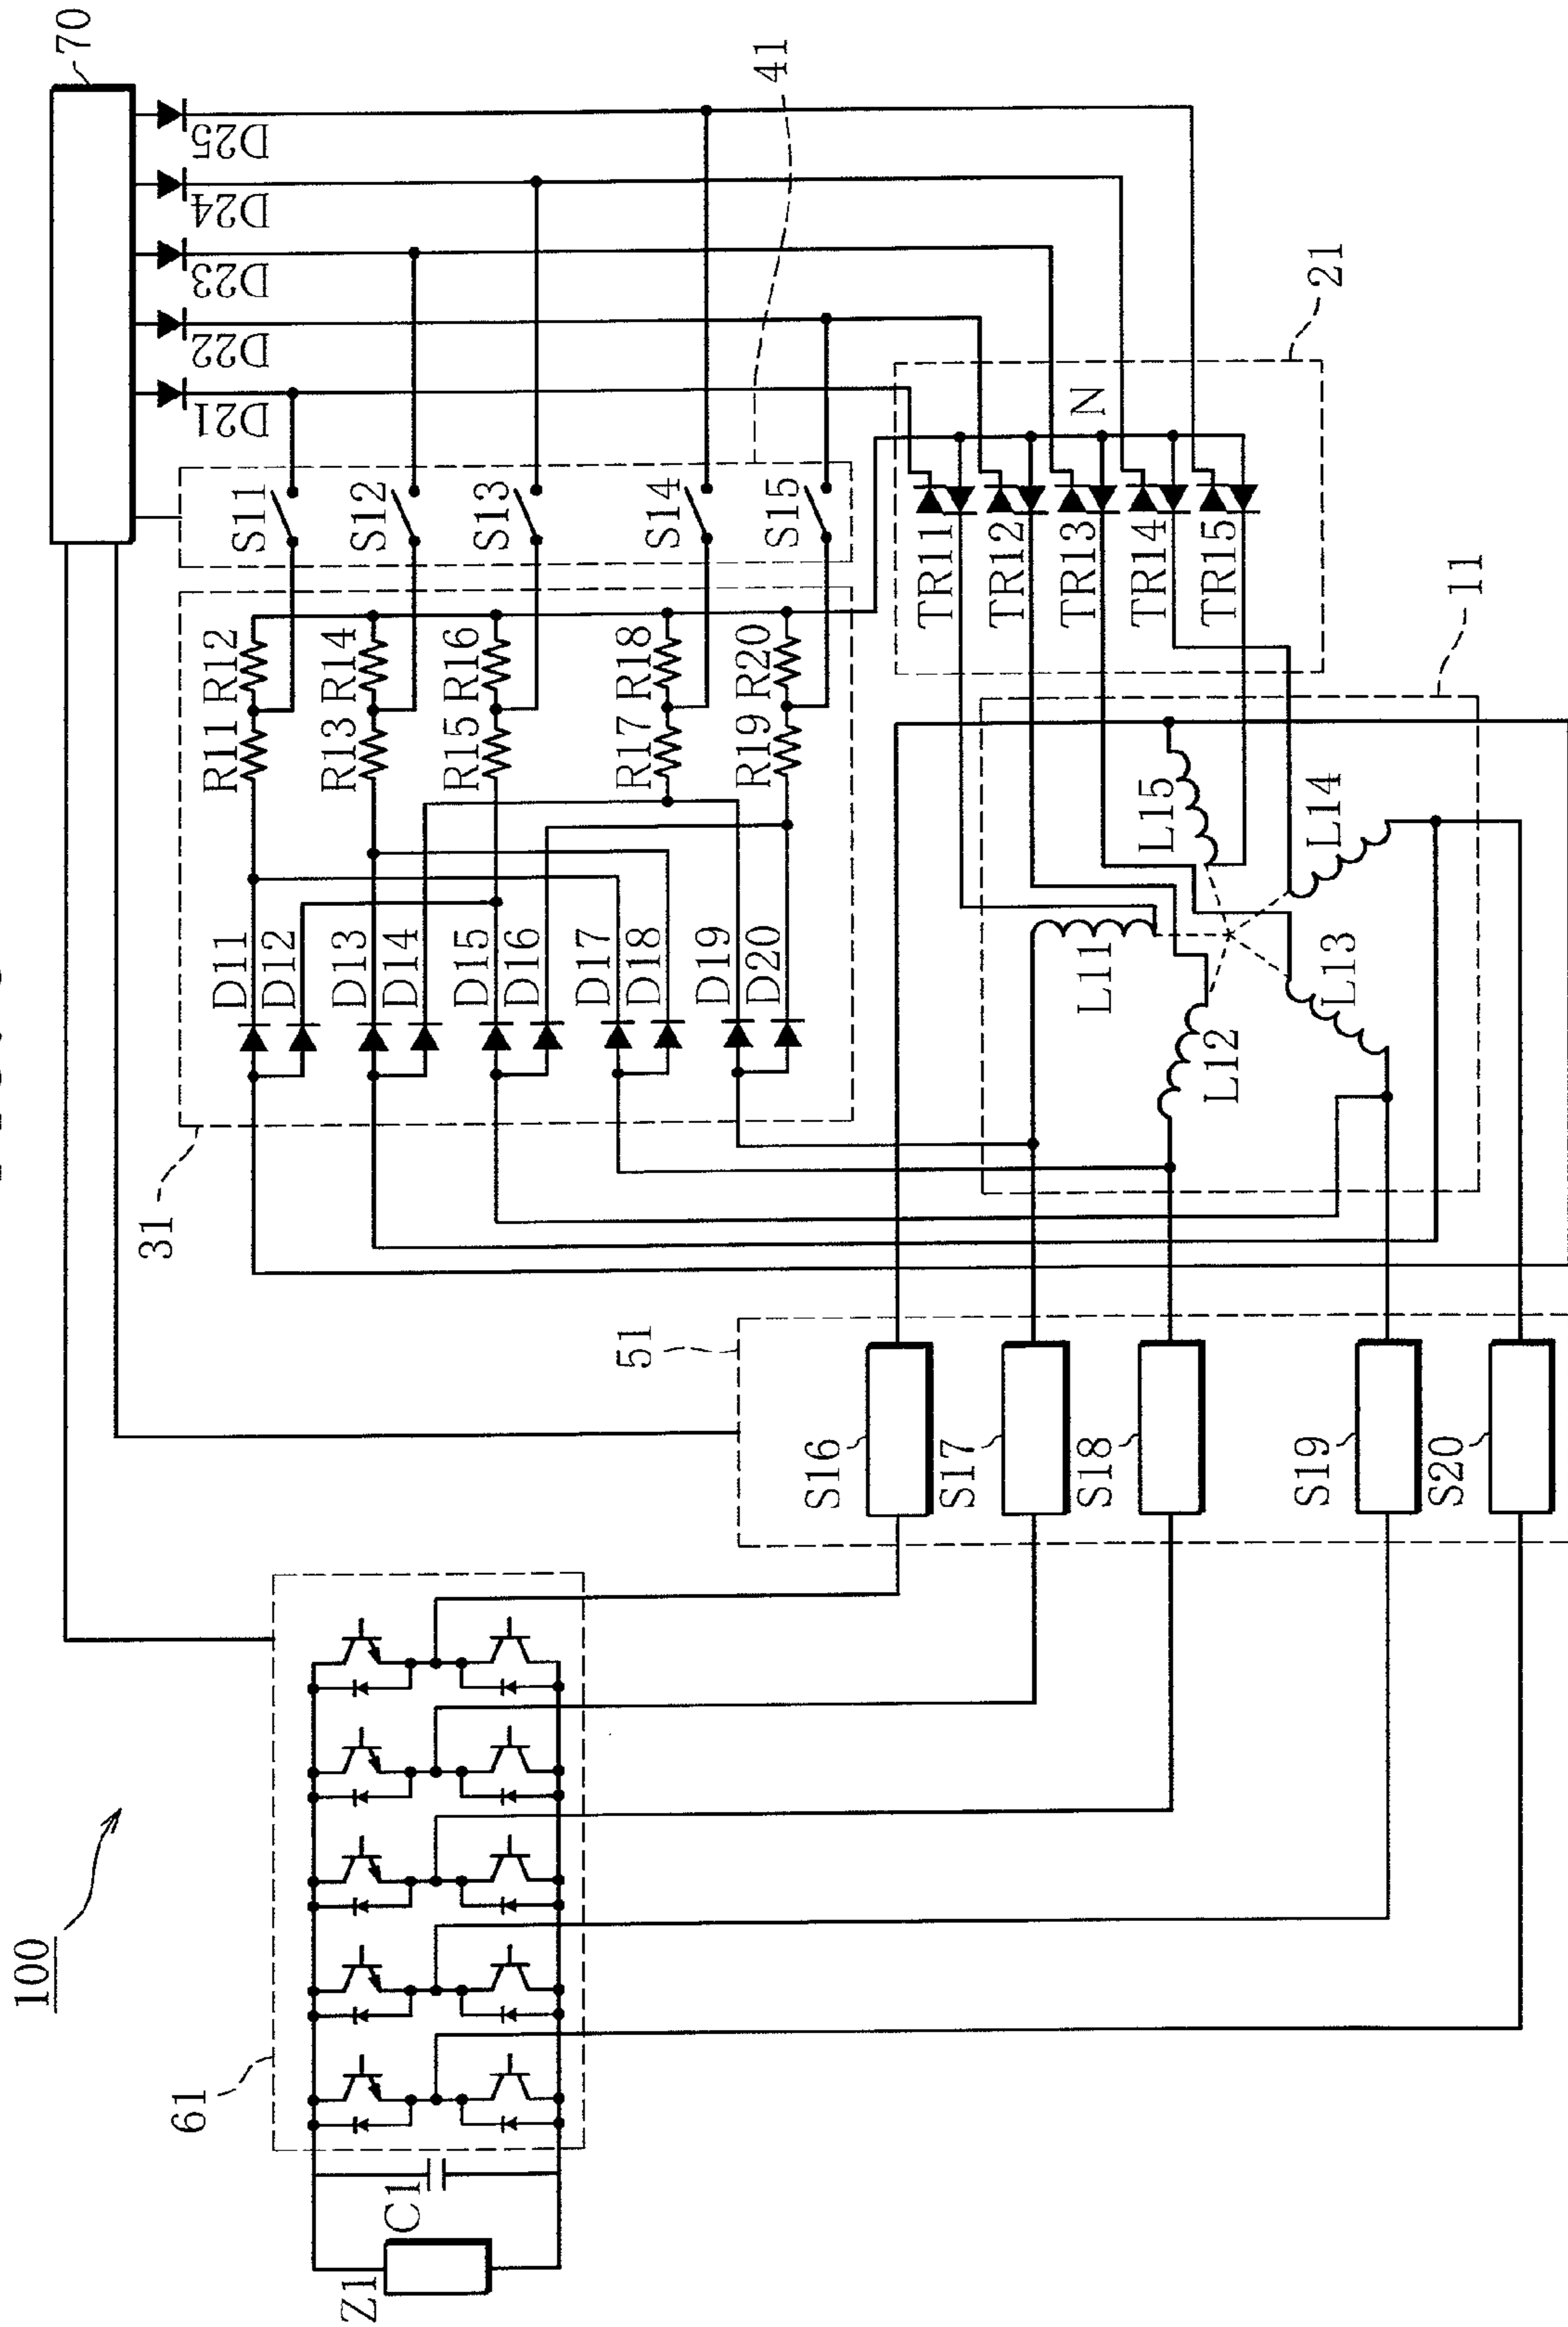 100
61
Z1
C1
70
D21
D22
D23
D24
D25
31
41
S11
S12
S13
S14
S15
R11
R12
R13
R14
R15
R16
R17
R18
R19
R20
D11
D12
D13
D14
D15
D16
D17
D18
D19
D20
51
S16
S17
S18
S19
S20
21
N
TR11
TR12
TR13
TR14
TR15
11
L11
L12
L13
L14
L15